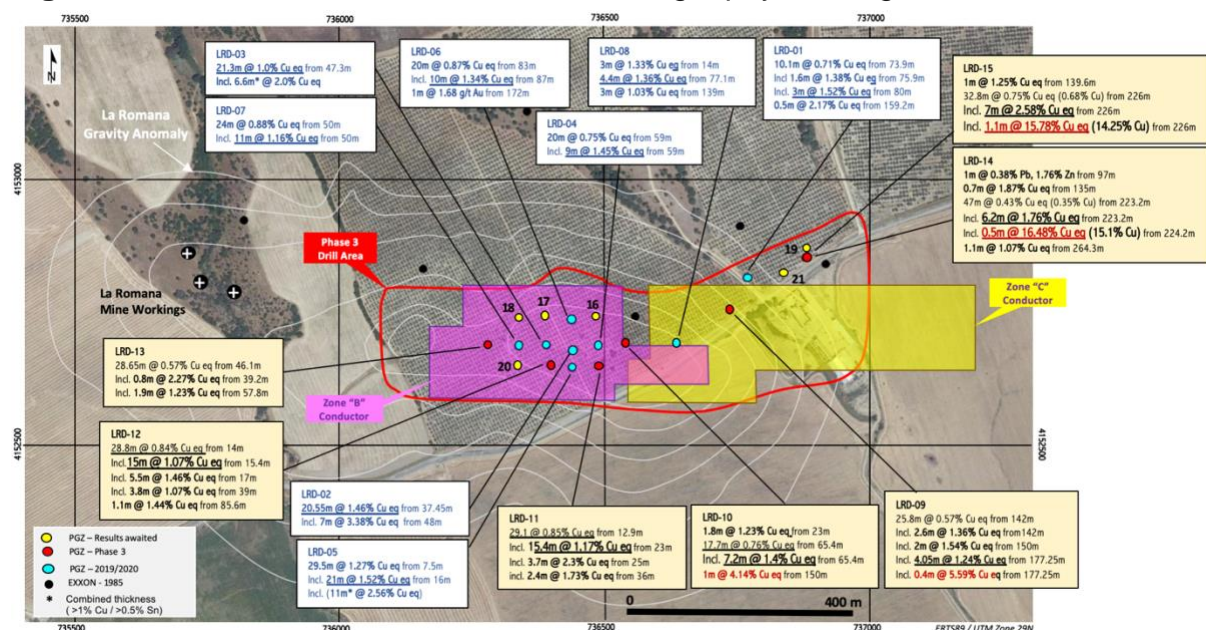 735500
736000
736500
737000
N
LRD-03
21.3m @ 1.0% Cu eq from 47.3m
Incl. 6.6m* @ 2.0% Cu eq
LRD-07
24m @ 0.88% Cu eq from 50m
Incl. 11m @ 1.16% Cu eq from 50m
LRD-06
20m @ 0.87% Cu eq from 83m
Incl. 10m @ 1.34% Cu eq from 87m
1m @ 1.68 g/t Au from 172m
LRD-08
3m @ 1.33% Cu eq from 14m
4.4m @ 1.36% Cu eq from 77.1m
3m @ 1.03% Cu eq from 139m
LRD-04
20m @ 0.75% Cu eq from 59m
Incl. 9m @ 1.45% Cu eq from 59m
LRD-01
10.1m @ 0.71% Cu eq from 73.9m
Incl 1.6m @ 1.38% Cu eq from 75.9m
Incl. 3m @ 1.52% Cu eq from 80m
0.5m @ 2.17% Cu eq from 159.2m
LRD-15
1m @ 1.25% Cu eq from 139.6m
32.8m @ 0.75% Cu eq (0.68% Cu) from 226m
Incl. 7m @ 2.58% Cu eq from 226m
Incl. 1.1m @ 15.78% Cu eq (14.25% Cu) from 226m
LRD-14
1m @ 0.38% Pb, 1.76% Zn from 97m
0.7m @ 1.87% Cu eq from 135m
47m @ 0.43% Cu eq (0.35% Cu) from 223.2m
Incl. 6.2m @ 1.76% Cu eq from 223.2m
Incl. 0.5m @ 16.48% Cu eq (15.1% Cu) from 224.2m
1.1m @ 1.07% Cu eq from 264.3m
La Romana
Gravity Anomaly
4153000
Phase 3
Drill Area
La Romana
Mine Workings
19
21
18
17
16
20
Zone "C"
Conductor
Zone "B"
Conductor
LRD-13
28.65m @ 0.57% Cu eq from 46.1m
Incl. 0.8m @ 2.27% Cu eq from 39.2m
Incl. 1.9m @ 1.23% Cu eq from 57.8m
4152500
4152500
LRD-12
28.8m @ 0.84% Cu eq from 14m
Incl. 15m @ 1.07% Cu eq from 15.4m
Incl. 5.5m @ 1.46% Cu eq from 17m
Incl. 3.8m @ 1.07% Cu eq from 39m
1.1m @ 1.44% Cu eq from 85.6m
LRD-02
20.55m @ 1.46% Cu eq from 37.45m
Incl. 7m @ 3.38% Cu eq from 48m
LRD-05
29.5m @ 1.27% Cu eq from 7.5m
Incl. 21m @ 1.52% Cu eq from 16m
Incl. (11m* @ 2.56% Cu eq)
LRD-11
29.1 @ 0.85% Cu eq from 12.9m
Incl. 15.4m @ 1.17% Cu eq from 23m
Incl. 3.7m @ 2.3% Cu eq from 25m
incl. 2.4m @ 1.73% Cu eq from 36m
LRD-10
1.8m @ 1.23% Cu eq from 23m
17.7m @ 0.76% Cu eq from 65.4m
Incl. 7.2m @ 1.4% Cu eq from 65.4m
1m @ 4.14% Cu eq from 150m
LRD-09
25.8m @ 0.57% Cu eq from 142m
Incl. 2.6m @ 1.36% Cu eq from142m
Incl. 2m @ 1.54% Cu eq from 150m
Incl. 4.05m @ 1.24% Cu eq from 177.25m
Incl. 0.4m @ 5.59% Cu eq from 177.25m
PGZ – Results awaited
PGZ – Phase 3
PGZ – 2019/2020
EXXON - 1985
* Combined thickness
( >1% Cu / >0.5% Sn)
0
400 m
735500
736000
736500
737000
ETRS89 / UTM Zone 29N